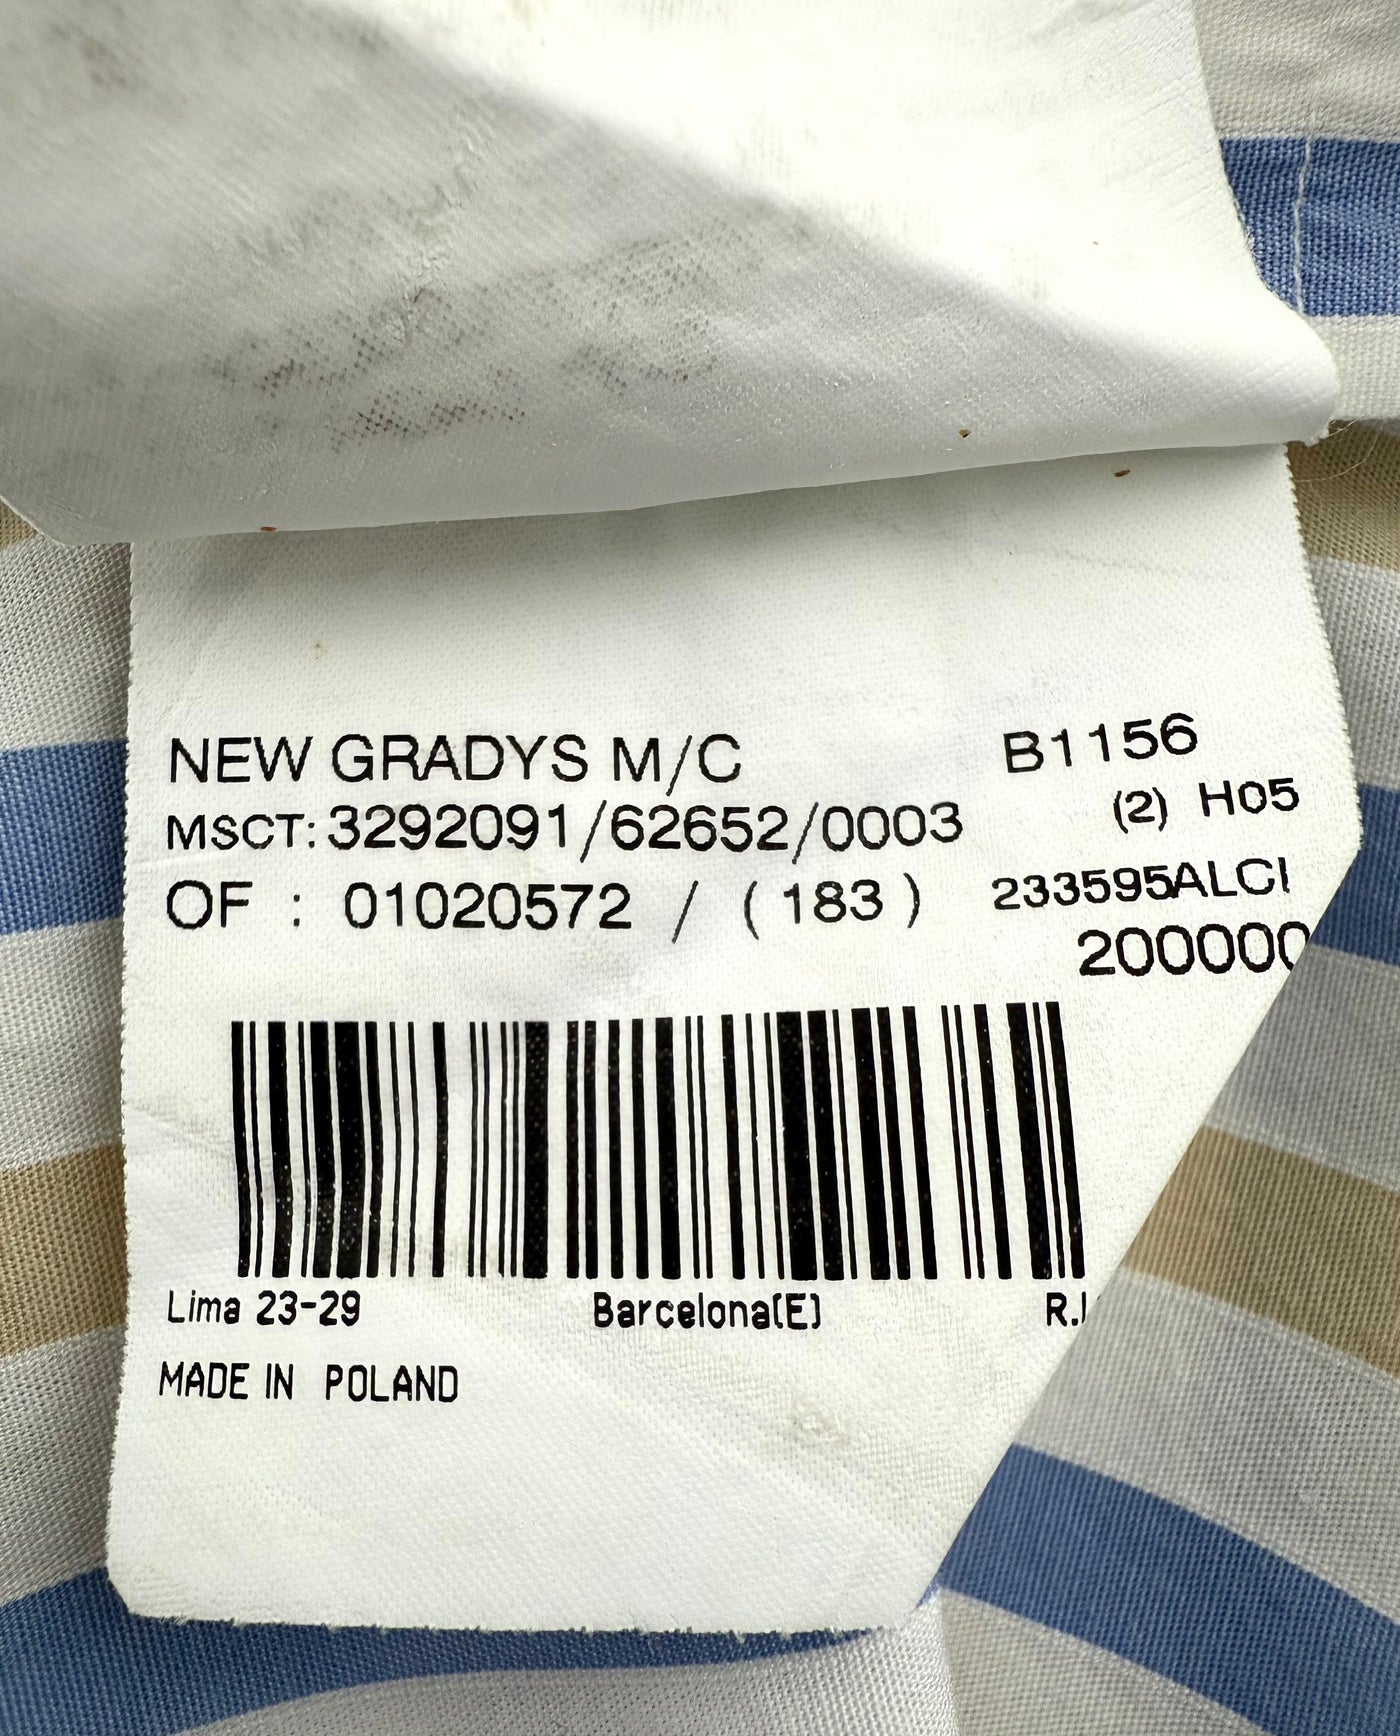 NEW GRADYS M/C B1156
MSCT: 3292091/62652/0003 (2) H05
OF : 01020572 / ( 183 ) 233595ALCI
200000
Lima 23-29 Barcelona(E) R.I
MADE IN POLAND